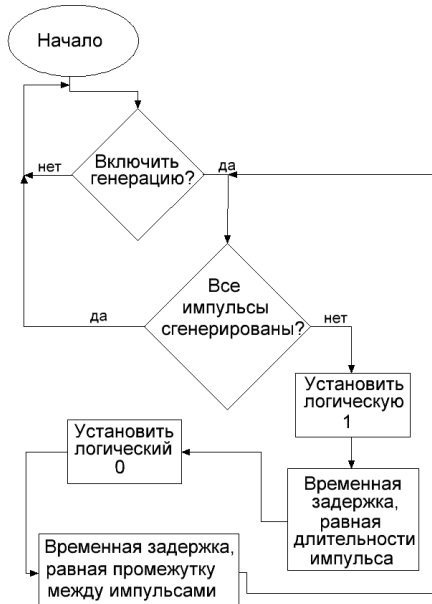 Начало
Включить
генерацию?
нет
да
Все
импульсы
сгенерированы?
да
нет
Установить
логическую
1
Установить
логический
0
Временная
задержка,
равная
длительности
импульса
Временная задержка,
равная промежутку
между импульсами